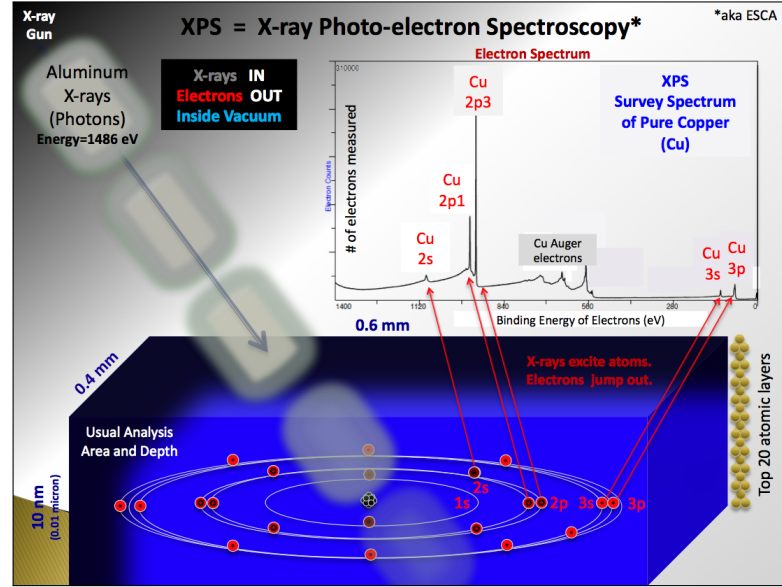 X-ray
Gun
XPS = X-ray Photo-electron Spectroscopy*
*aka ESCA
Aluminum
X-rays
(Photons)
Energy=1486 eV
X-rays IN
Electrons OUT
Inside Vacuum
Electron Spectrum
310000
Electron Counts
# of electrons measured
Cu
2p3
Cu
2p1
Cu
2s
Cu Auger
electrons
Cu
3s
Cu
3p
XPS
Survey Spectrum
of Pure Copper
(Cu)
1400
1120
840
560
280
0
Binding Energy of Electrons (eV)
0.6 mm
0.4 mm
X-rays excite atoms.
Electrons jump out.
Usual Analysis
Area and Depth
10 nm
(0.01 micron)
1s
2s
2p
3s
3p
Top 20 atomic layers